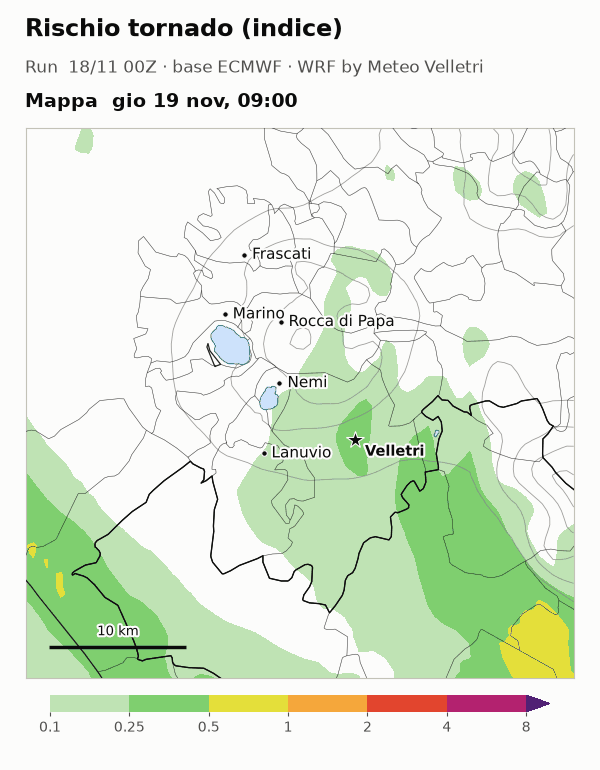 Rischio tornado (indice)
Run  18/11 00Z · base ECMWF · WRF by Meteo Velletri
Mappa  gio 19 nov, 09:00
Frascati
Marino
Rocca di Papa
Nemi
Velletri
Lanuvio
10 km
0.1 0.25 0.5 1 2 4 8